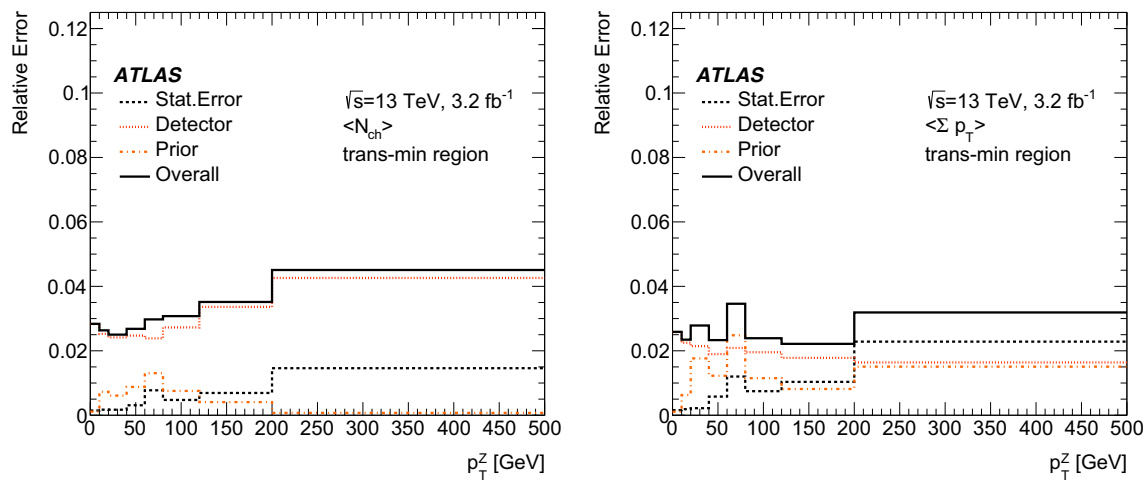 Relative Error
0.12
0.1
0.08
0.06
0.04
0.02
0
ATLAS
Stat.Error
Detector
Prior
Overall
√s=13 TeV, 3.2 fb⁻¹
<N_ch>
trans-min region
0 50 100 150 200 250 300 350 400 450 500
p_T^Z [GeV]
Relative Error
0.12
0.1
0.08
0.06
0.04
0.02
0
ATLAS
Stat.Error
Detector
Prior
Overall
√s=13 TeV, 3.2 fb⁻¹
<Σ p_T>
trans-min region
0 50 100 150 200 250 300 350 400 450 500
p_T^Z [GeV]